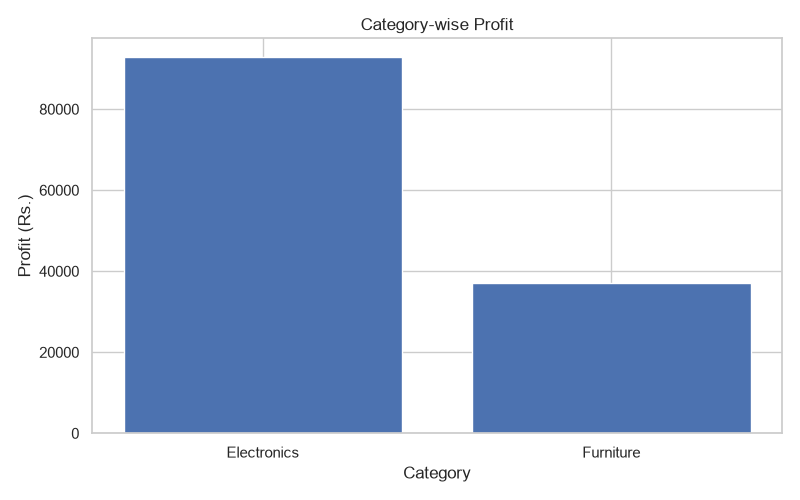 Category-wise Profit
Profit (Rs.)
80000
60000
40000
20000
0
Electronics Furniture
Category